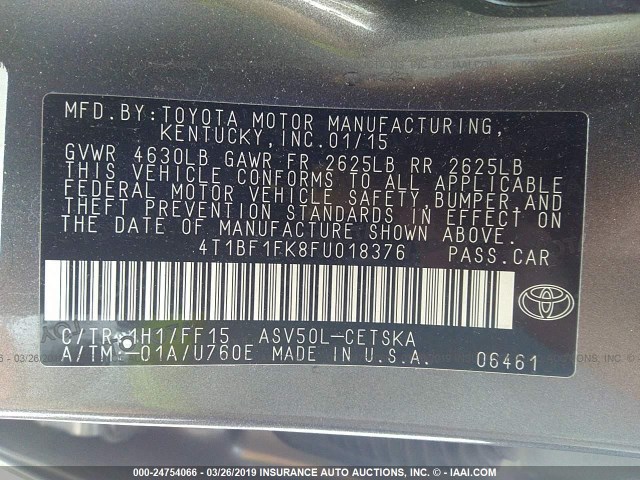 MFD.BY:TOYOTA MOTOR MANUFACTURING,
KENTUCKY,INC.01/15
GVWR 4630LB GAWR FR 2625LB RR 2625LB
THIS VEHICLE CONFORMS TO ALL APPLICABLE
FEDERAL MOTOR VEHICLE SAFETY,BUMPER,AND
THEFT PREVENTION STANDARDS IN EFFECT ON
THE DATE OF MANUFACTURE SHOWN ABOVE.
4T1BF1FK8FU018376 PASS.CAR
C/TR: 1H1/FF15 ASV50L-CETSKA
A/TM:-01A/U760E MADE IN U.S.A. 06461
000-24754066 - 03/26/2019 INSURANCE AUTO AUCTIONS, INC. © - IAAI.COM